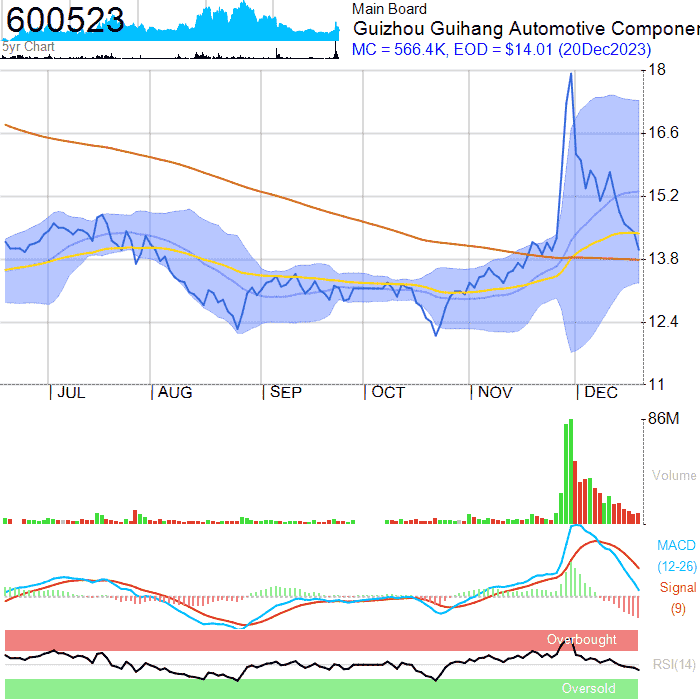 600523
5yr Chart
Main Board
Guizhou Guihang Automotive Componen
MC = 566.4K, EOD = $14.01 (20Dec2023)
18
16.6
15.2
13.8
12.4
11
JUL
AUG
SEP
OCT
NOV
DEC
86M
Volume
MACD
(12-26)
Signal
(9)
Overbought
RSI(14)
Oversold